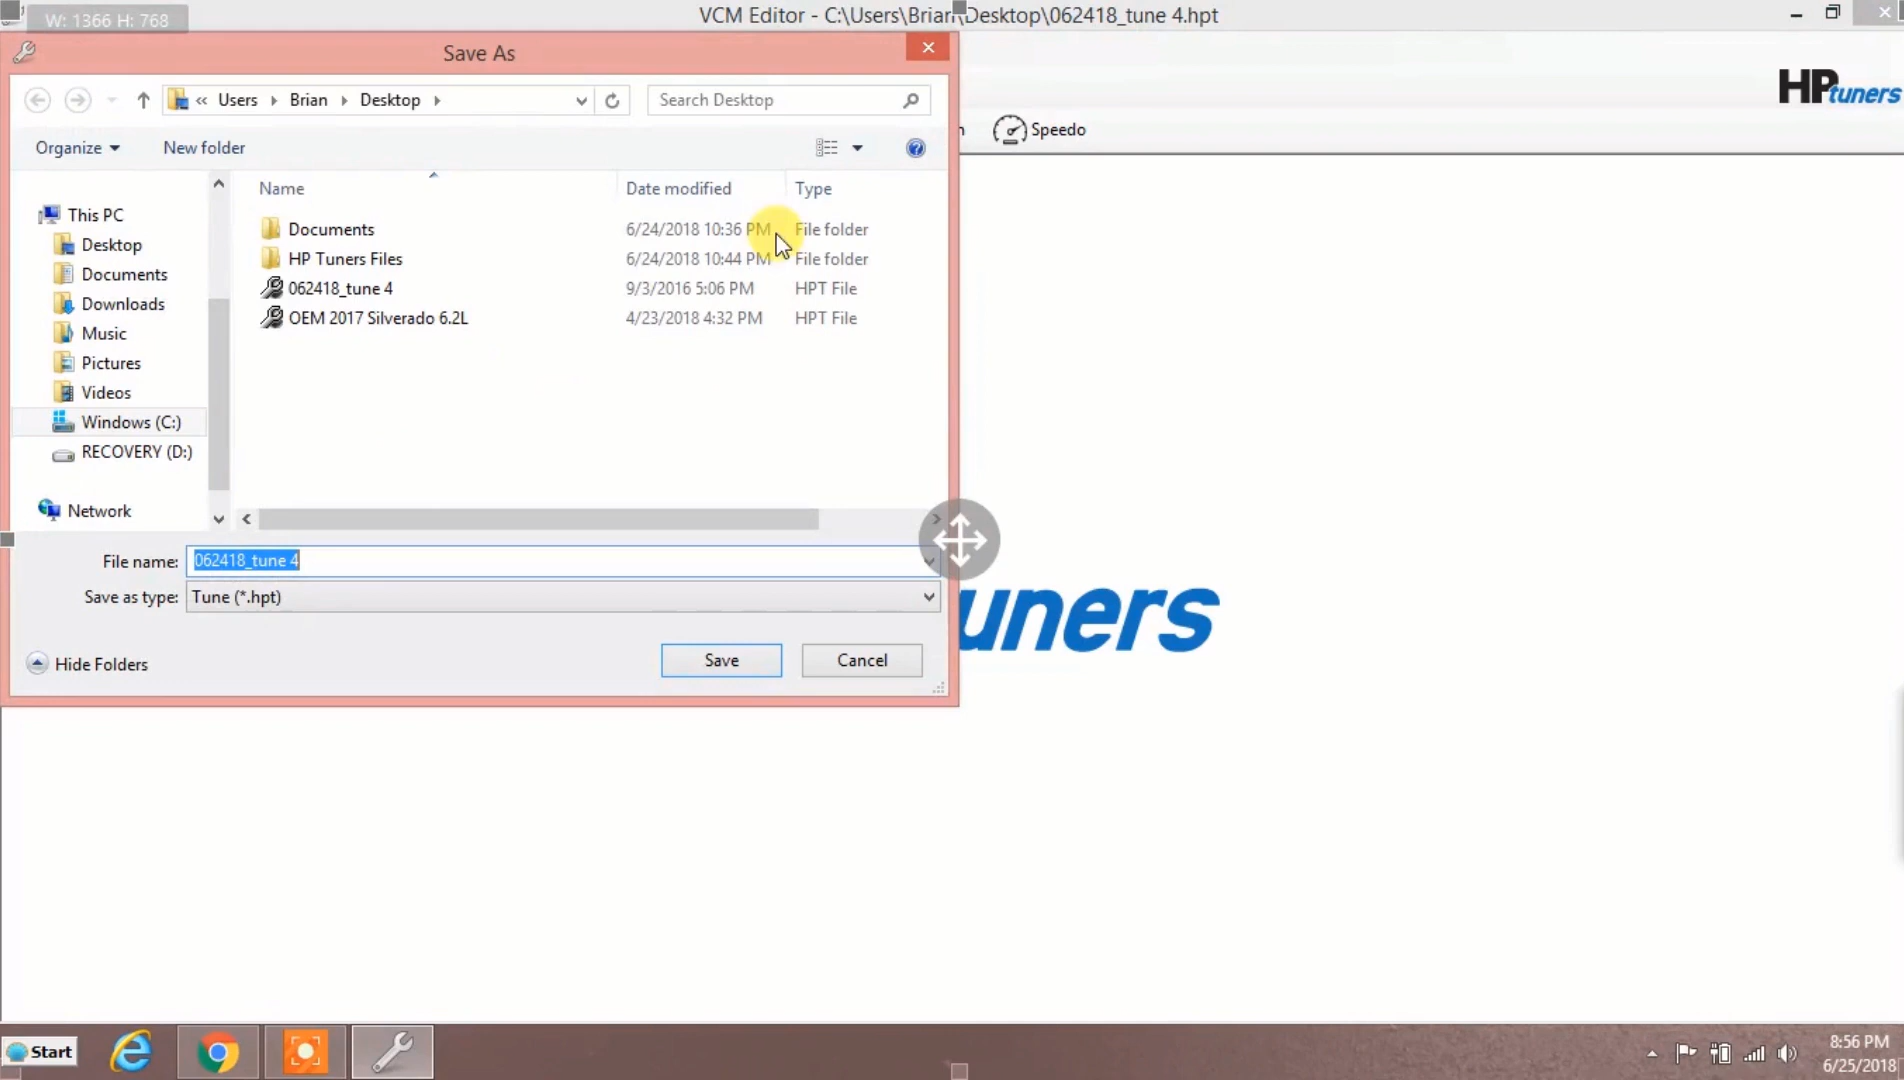 W: 1366 H: 768
VCM Editor - C:\Users\Brian\Desktop\062418_tune 4.hpt
Save As
HPtuners
« Users Brian Desktop
Search Desktop
Speedo
Organize
New folder
Name Date modified Type
This PC
Desktop
Documents
Downloads
Music
Pictures
Videos
Windows (C:)
RECOVERY (D:)
Network
Documents 6/24/2018 10:36 PM File folder
HP Tuners Files 6/24/2018 10:44 PM File folder
062418_tune 4 9/3/2016 5:06 PM HPT File
OEM 2017 Silverado 6.2L 4/23/2018 4:32 PM HPT File
File name: 062418_tune 4
Save as type: Tune (*.hpt)
uners
Hide Folders
Save
Cancel
Start
8:56 PM
6/25/2018